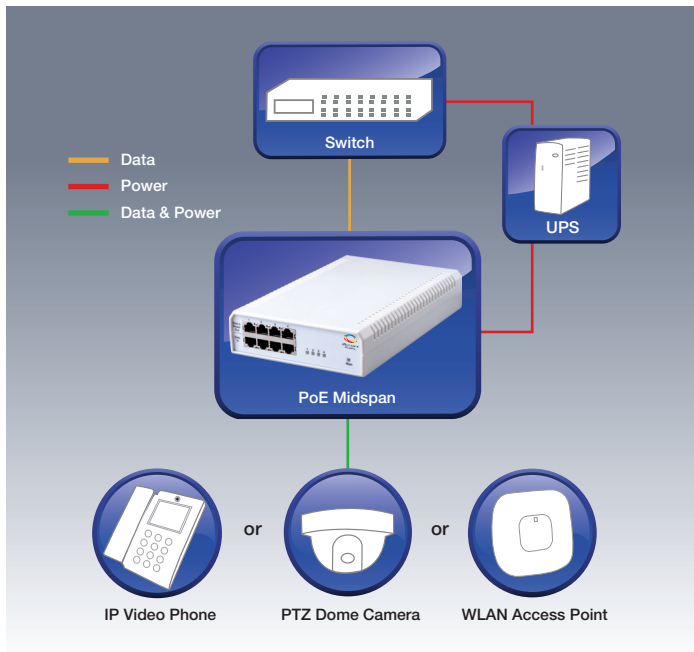 Switch
Data
Power
Data & Power
UPS
PoE Midspan
or
or
IP Video Phone
PTZ Dome Camera
WLAN Access Point